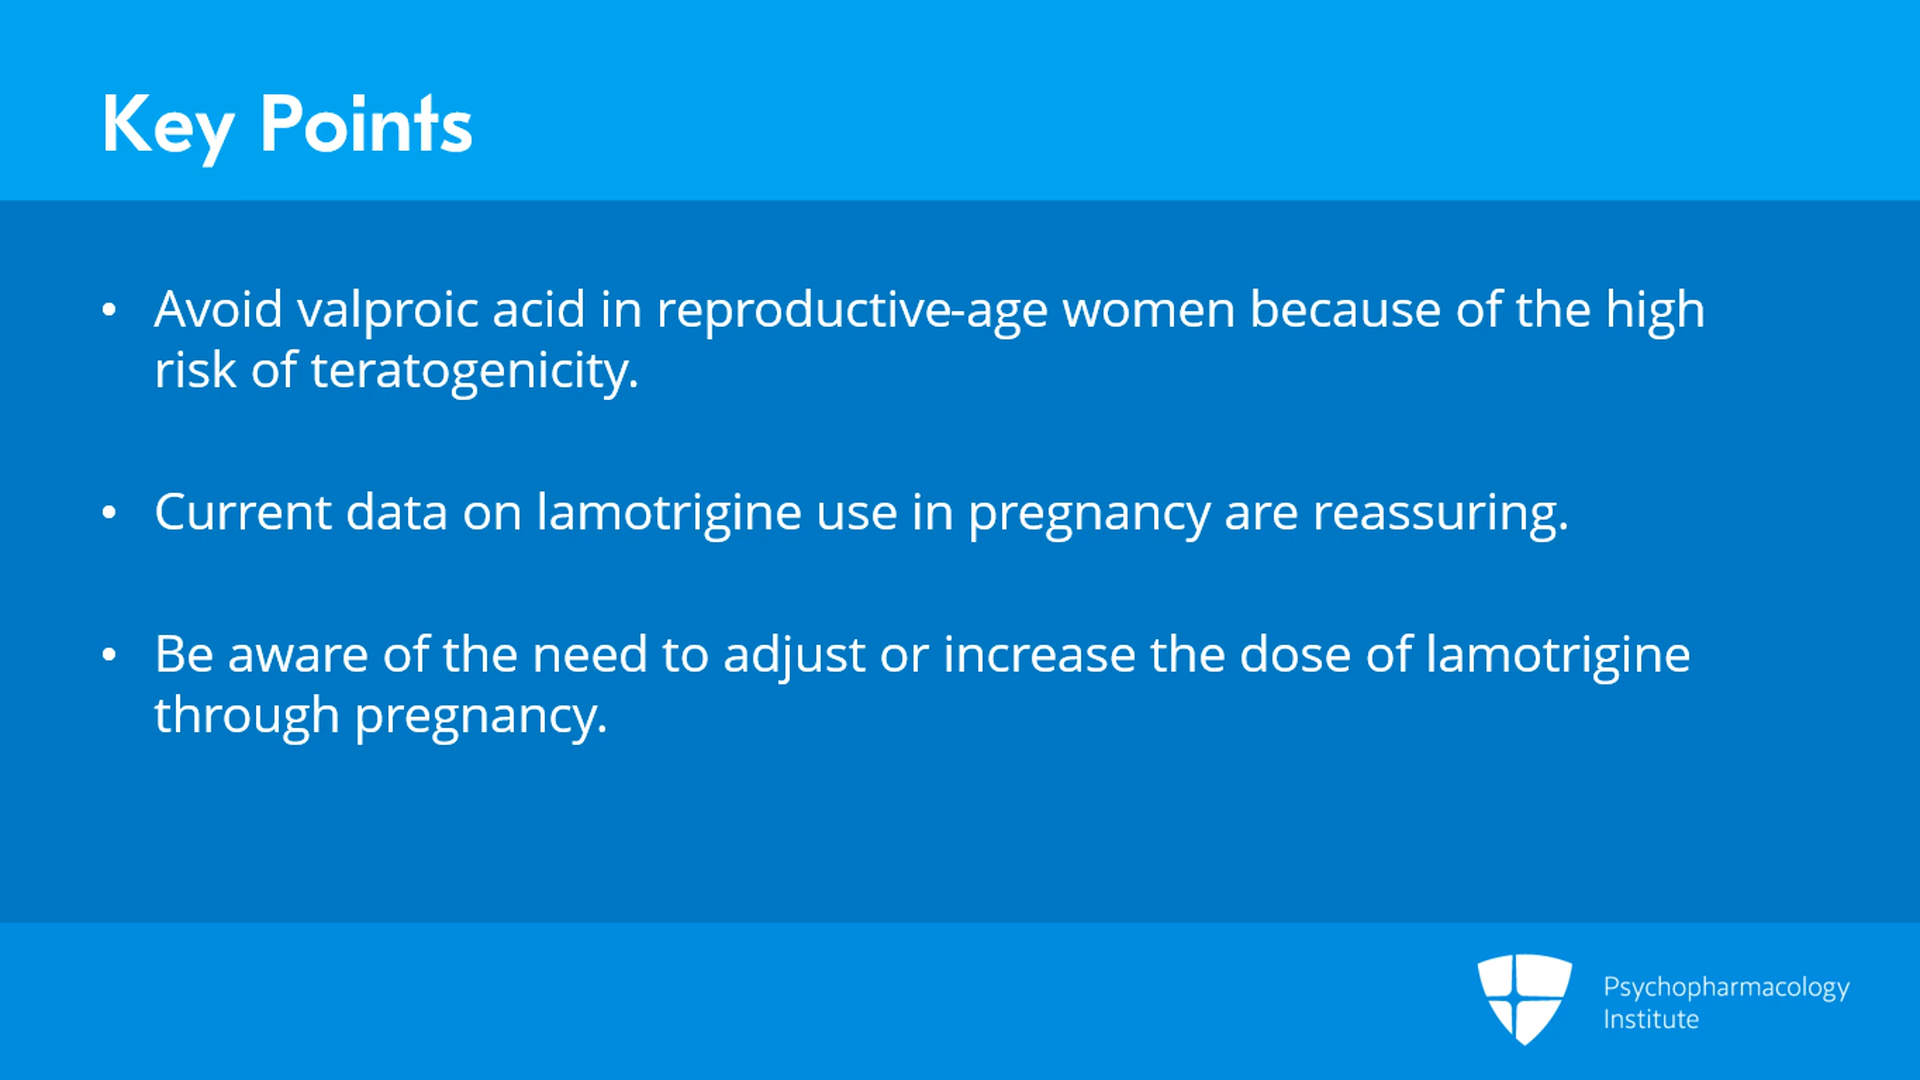 Key Points
• Avoid valproic acid in reproductive-age women because of the high
risk of teratogenicity.
• Current data on lamotrigine use in pregnancy are reassuring.
• Be aware of the need to adjust or increase the dose of lamotrigine
through pregnancy.
Psychopharmacology
Institute